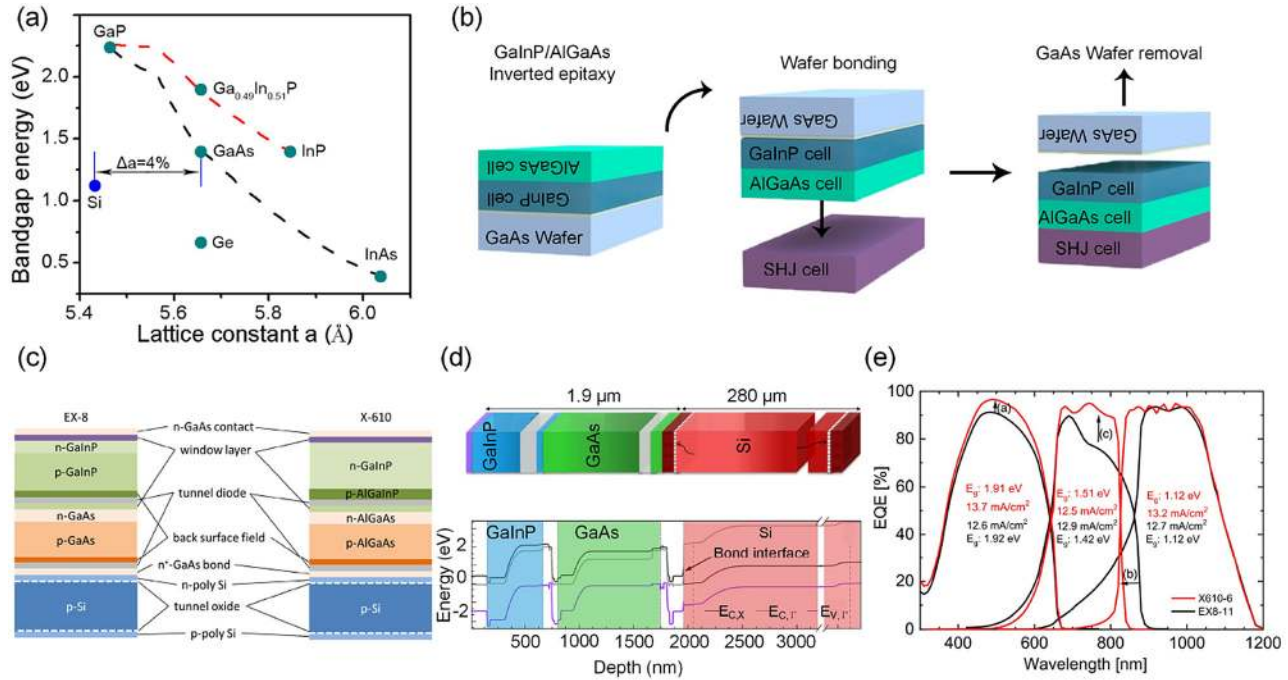 (a)
GaP
2.0
1.5
1.0
0.5
Bandgap energy (eV)
Ga0.49In0.51P
GaAs
InP
Δa=4%
Si
Ge
InAs
5.4
5.6
5.8
6.0
Lattice constant a (Å)
(b)
GaInP/AlGaAs
Inverted epitaxy
AlGaAs cell
GaInP cell
GaAs Wafer
Wafer bonding
GaAs Wafer
GaInP cell
AlGaAs cell
SHJ cell
GaAs Wafer removal
GaAs Wafer
GaInP cell
AlGaAs cell
SHJ cell
(c)
EX-8
X-610
n-GaAs contact
window layer
tunnel diode
back surface field
n⁺-GaAs bond
n-poly Si
tunnel oxide
p-poly Si
n-GaInP
p-GaInP
n-GaAs
p-GaAs
p-Si
n-GaInP
p-AlGaInP
n-AlGaAs
p-AlGaAs
p-Si
(d)
1.9 µm
280 µm
GaInP
GaAs
Si
GaInP
GaAs
Si
Bond interface
EC,X
EC,Γ
EV,Γ
Energy (eV)
2
0
-2
500
1000
1500
2000
2500
3000
Depth (nm)
(e)
EQE [%]
100
80
60
40
20
0
(a)
(c)
(b)
Eg: 1.91 eV
13.7 mA/cm²
12.6 mA/cm²
Eg: 1.92 eV
Eg: 1.51 eV
12.5 mA/cm²
12.9 mA/cm²
Eg: 1.42 eV
Eg: 1.12 eV
13.2 mA/cm²
12.7 mA/cm²
Eg: 1.12 eV
X610-6
EX8-11
400
600
800
1000
1200
Wavelength [nm]